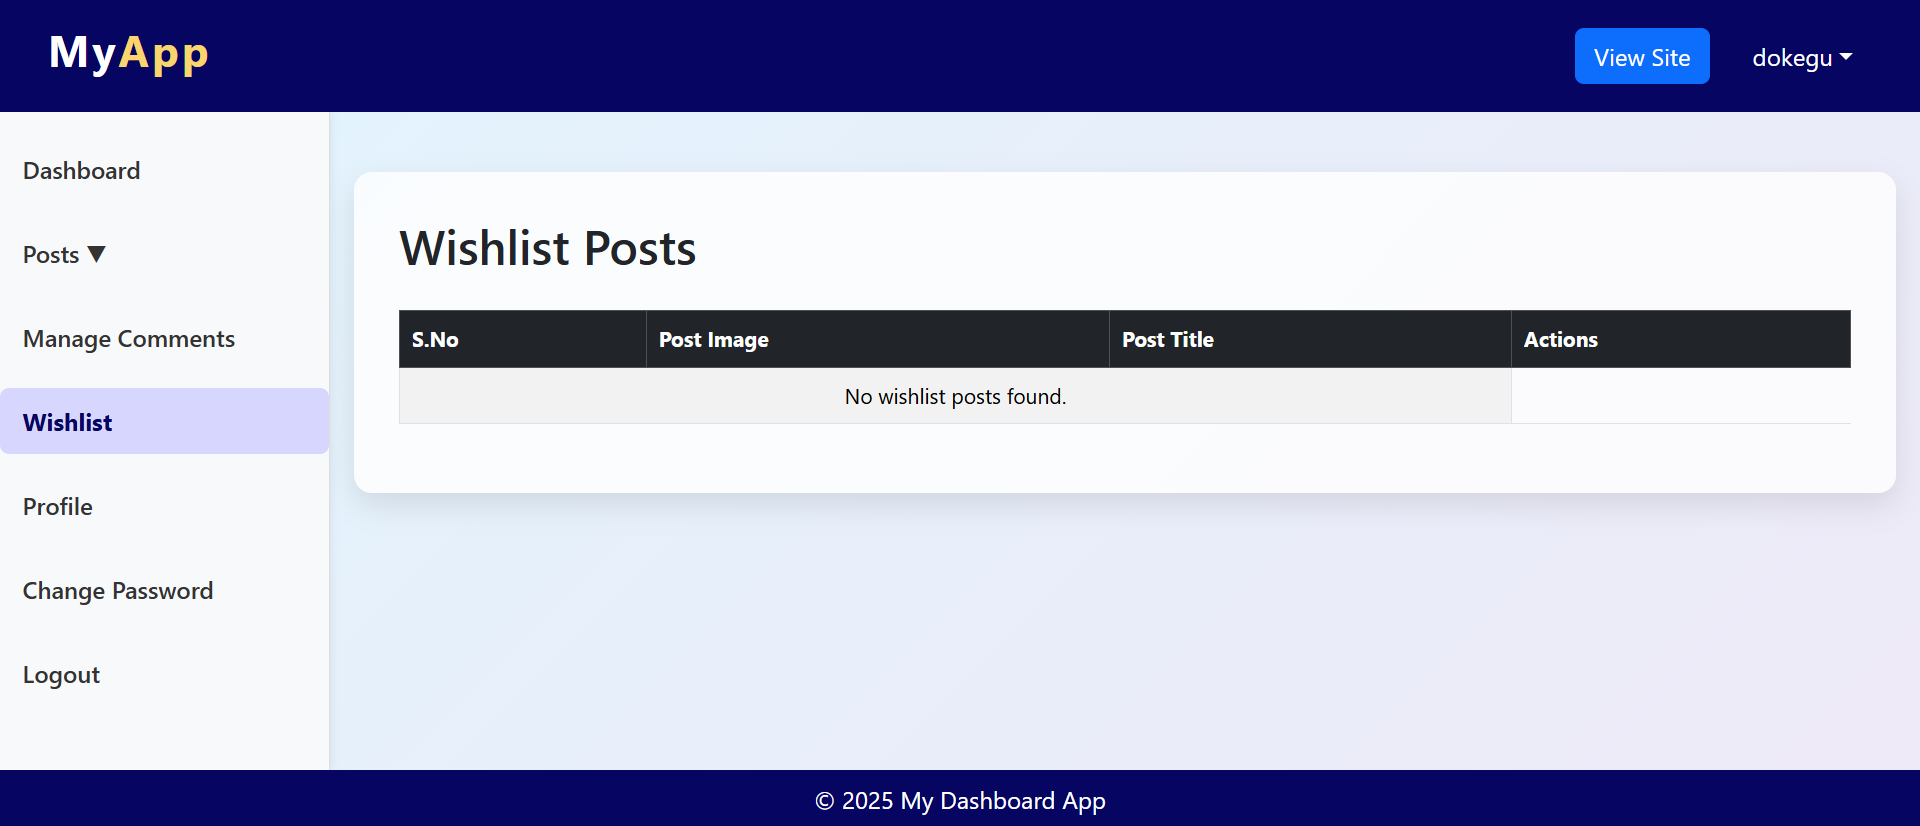 MyApp
View Site
dokegu
Dashboard
Posts ▼
Manage Comments
Wishlist
Profile
Change Password
Logout
Wishlist Posts
S.No Post Image Post Title Actions
No wishlist posts found.
© 2025 My Dashboard App